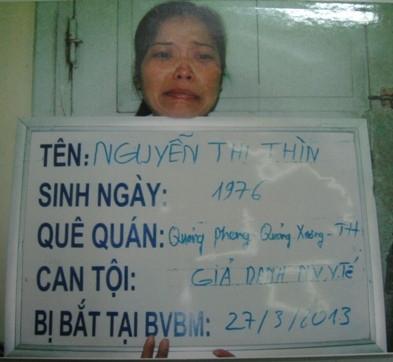 TÊN: NGUYỄN THỊ THÌN
SINH NGÀY: 1976
QUÊ QUÁN: Quảng Phong - Quảng Xương - TH
CAN TỘI: GIẢ DANH N.V.Y.TẾ
BỊ BẮT TẠI BVBM: 27/3/2013